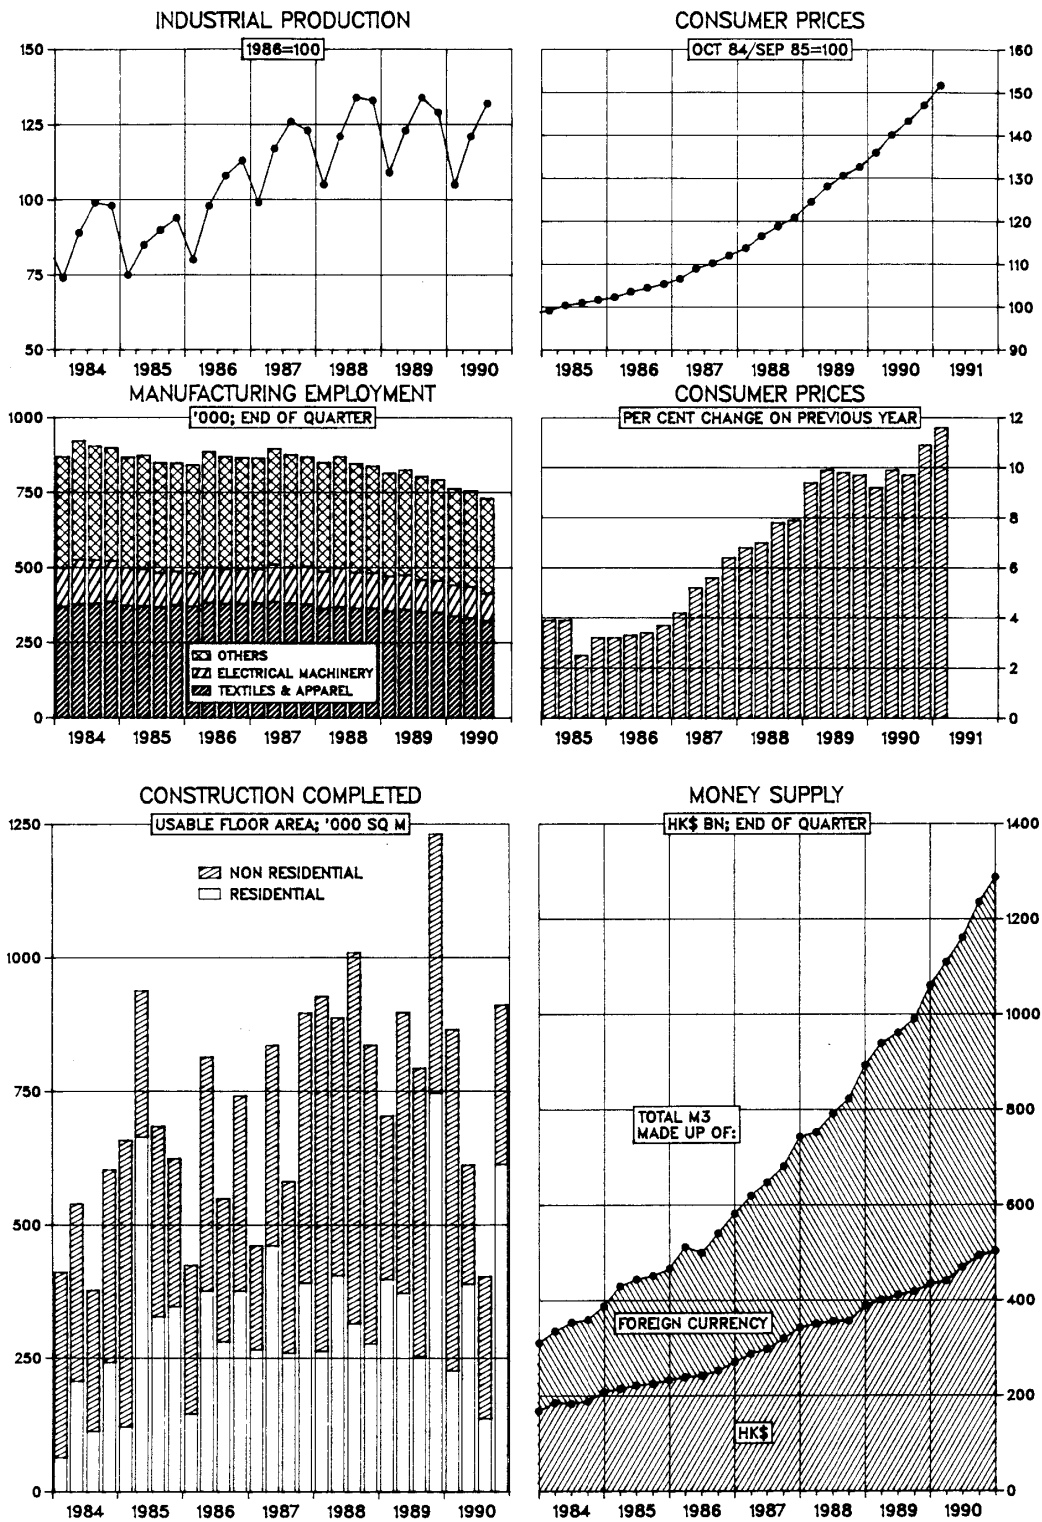 INDUSTRIAL PRODUCTION
1986=100
150
125
100
75
50
1984 1985 1986 1987 1988 1989 1990
CONSUMER PRICES
OCT 84/SEP 85=100
160
150
140
130
120
110
100
90
1985 1986 1987 1988 1989 1990 1991
MANUFACTURING EMPLOYMENT
'000; END OF QUARTER
1000
750
500
250
0
OTHERS
ELECTRICAL MACHINERY
TEXTILES & APPAREL
1984 1985 1986 1987 1988 1989 1990
CONSUMER PRICES
PER CENT CHANGE ON PREVIOUS YEAR
12
10
8
6
4
2
0
1985 1986 1987 1988 1989 1990 1991
CONSTRUCTION COMPLETED
USABLE FLOOR AREA; '000 SQ M
1250
1000
750
500
250
0
NON RESIDENTIAL
RESIDENTIAL
1984 1985 1986 1987 1988 1989 1990
MONEY SUPPLY
HK$ BN; END OF QUARTER
1400
1200
1000
800
600
400
200
0
TOTAL M3
MADE UP OF:
FOREIGN CURRENCY
HK$
1984 1985 1986 1987 1988 1989 1990